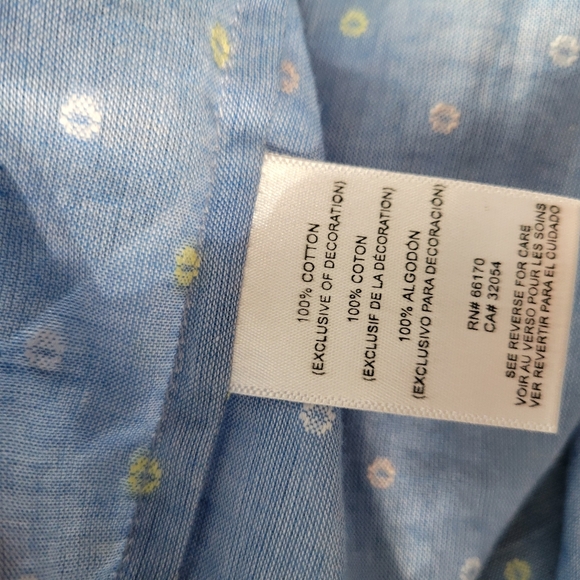 100% COTTON
(EXCLUSIVE OF DECORATION)
100% COTON
(EXCLUSIF DE LA DÉCORATION)
100% ALGODÓN
(EXCLUSIVO PARA DECORACIÓN)
RN# 66170
CA# 32054
SEE REVERSE FOR CARE
VOIR AU VERSO POUR LES SOINS
VER REVERTIR PARA EL CUIDADO